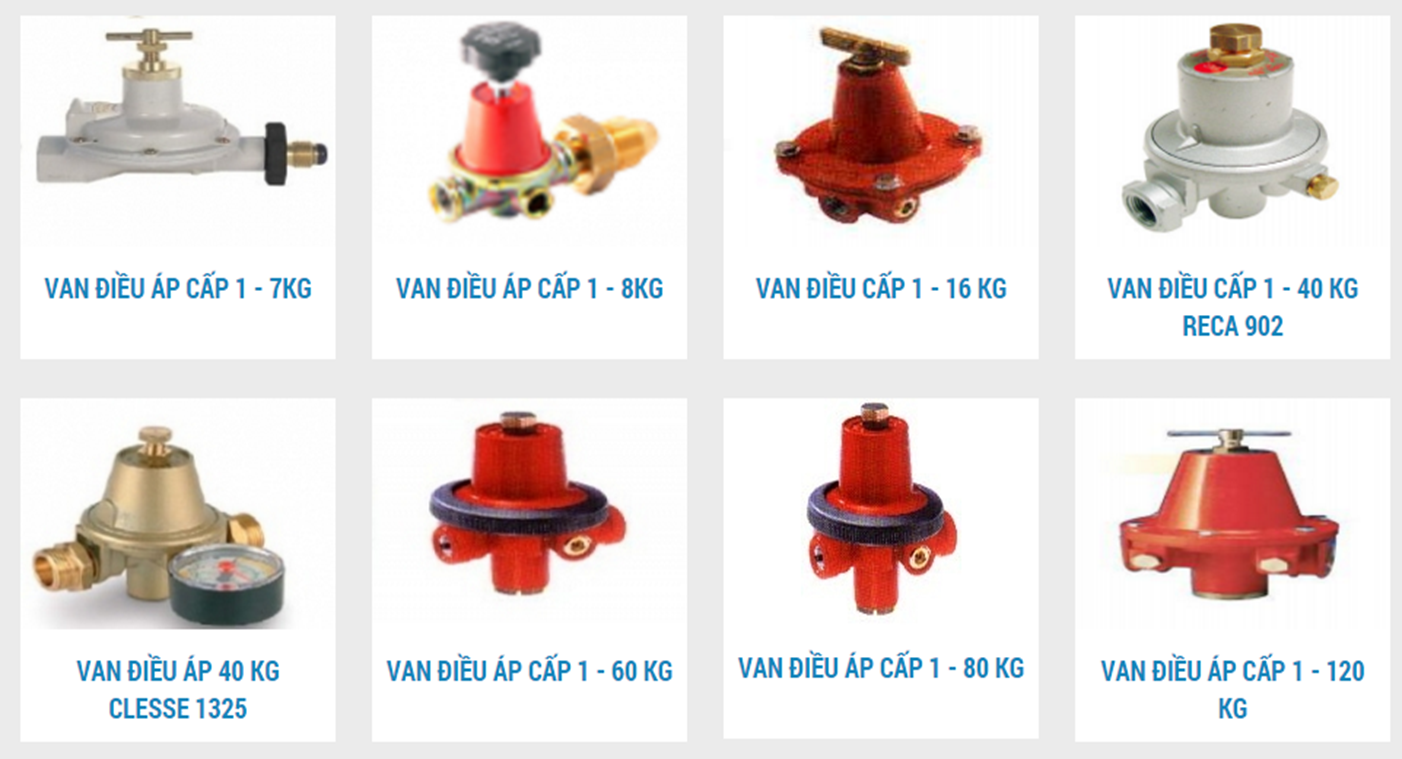 VAN ĐIỀU ÁP CẤP 1 - 7KG
VAN ĐIỀU ÁP CẤP 1 - 8KG
VAN ĐIỀU CẤP 1 - 16 KG
VAN ĐIỀU CẤP 1 - 40 KG
RECA 902
VAN ĐIỀU ÁP 40 KG
CLESSE 1325
VAN ĐIỀU ÁP CẤP 1 - 60 KG
VAN ĐIỀU ÁP CẤP 1 - 80 KG
VAN ĐIỀU ÁP CẤP 1 - 120
KG